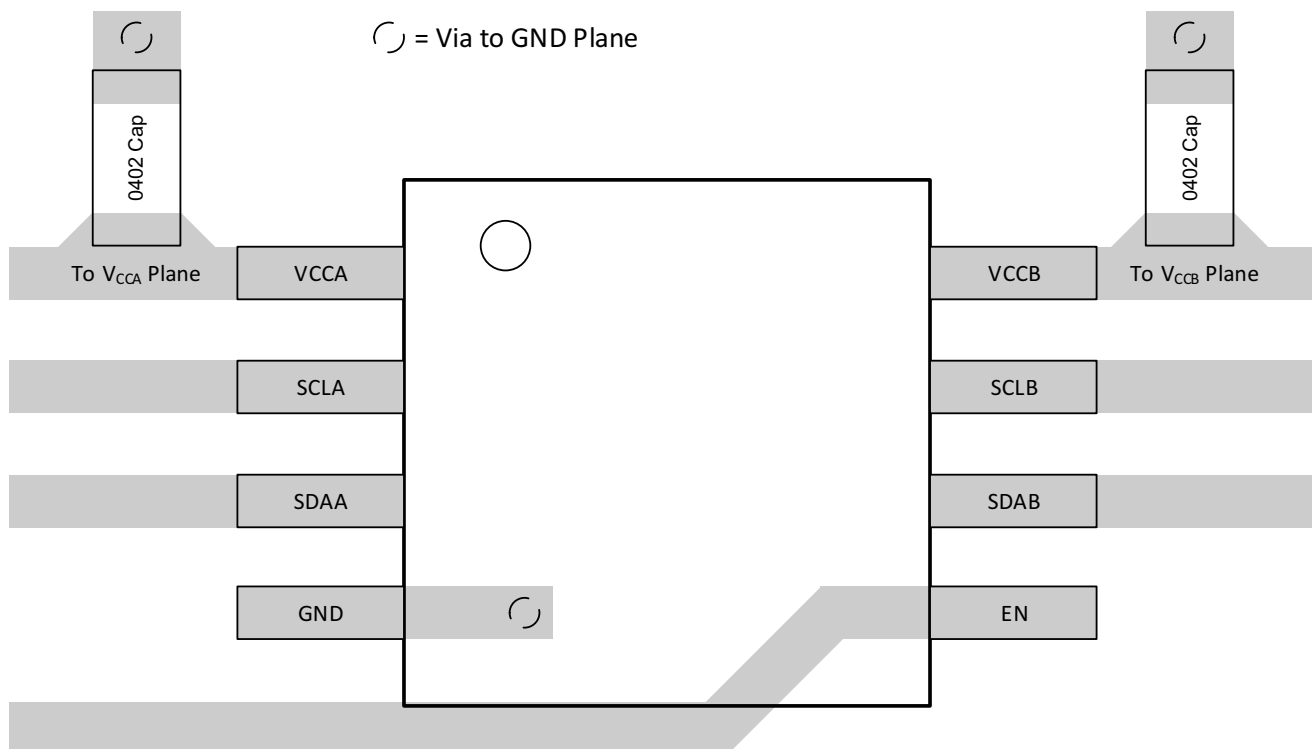 = Via to GND Plane
0402 Cap
0402 Cap
VCCA
To VCCA Plane
VCCB
To VCCB Plane
SCLA
SCLB
SDAA
SDAB
GND
EN